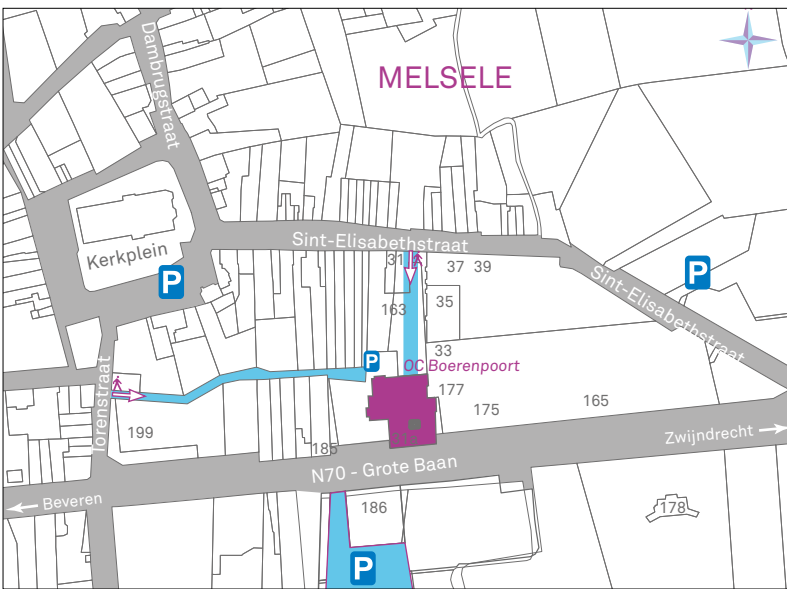 MELSELE
Dambrugstraat
Kerkplein
P
Sint-Elisabethstraat
31
37
39
P
Sint-Elisabethstraat
163
35
33
P
OC Boerenpoort
Torenstraat
177
175
165
199
185
31a
Zwijndrecht
N70 - Grote Baan
Beveren
186
178
P